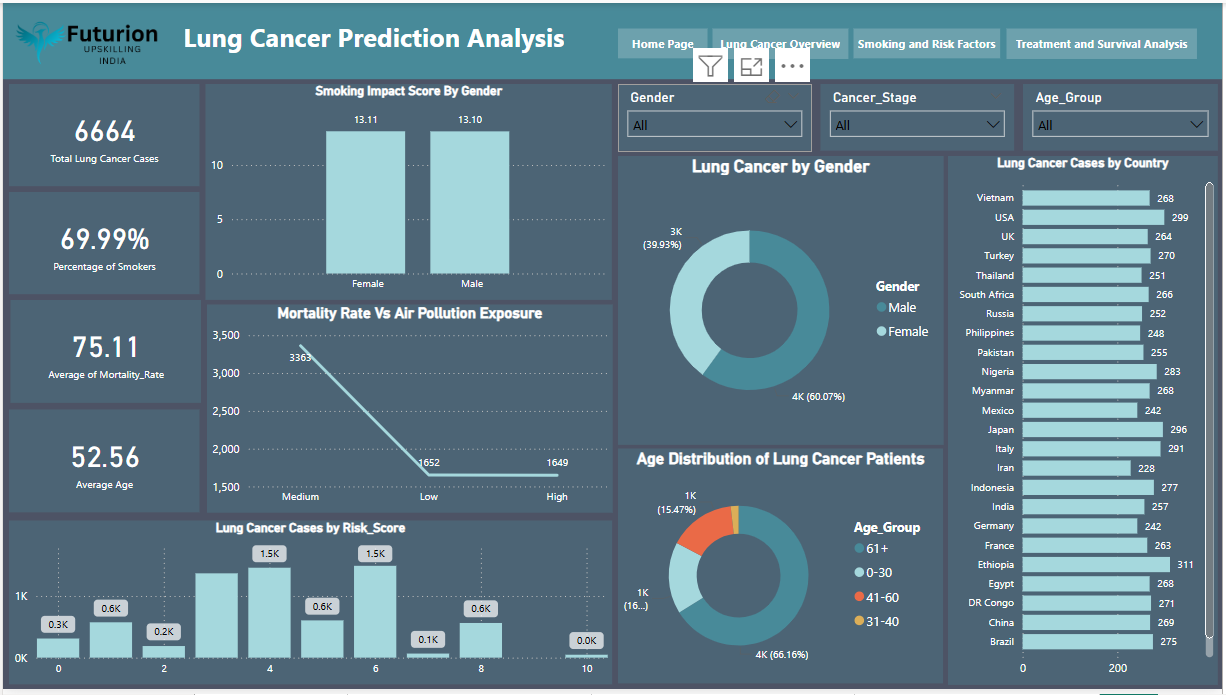 Futurion
UPSKILLING
INDIA
Lung Cancer Prediction Analysis
Home Page
Lung Cancer Overview
Smoking and Risk Factors
Treatment and Survival Analysis
6664
Total Lung Cancer Cases
69.99%
Percentage of Smokers
75.11
Average of Mortality_Rate
52.56
Average Age
Smoking Impact Score By Gender
13.11
13.10
10
5
0
Female
Male
Mortality Rate Vs Air Pollution Exposure
3,500
3,000
2,500
2,000
1,500
3363
1652
1649
Medium
Low
High
Lung Cancer Cases by Risk_Score
1K
0K
0.3K
0.6K
0.2K
1.5K
0.6K
1.5K
0.1K
0.6K
0.0K
0
2
4
6
8
10
Gender
All
Cancer_Stage
All
Age_Group
All
Lung Cancer by Gender
3K
(39.93%)
4K (60.07%)
Gender
Male
Female
Age Distribution of Lung Cancer Patients
1K
(15.47%)
1K
(16...)
4K (66.16%)
Age_Group
61+
0-30
41-60
31-40
Lung Cancer Cases by Country
Vietnam 268
USA 299
UK 264
Turkey 270
Thailand 251
South Africa 266
Russia 252
Philippines 248
Pakistan 255
Nigeria 283
Myanmar 268
Mexico 242
Japan 296
Italy 291
Iran 228
Indonesia 277
India 257
Germany 242
France 263
Ethiopia 311
Egypt 268
DR Congo 271
China 269
Brazil 275
0
200